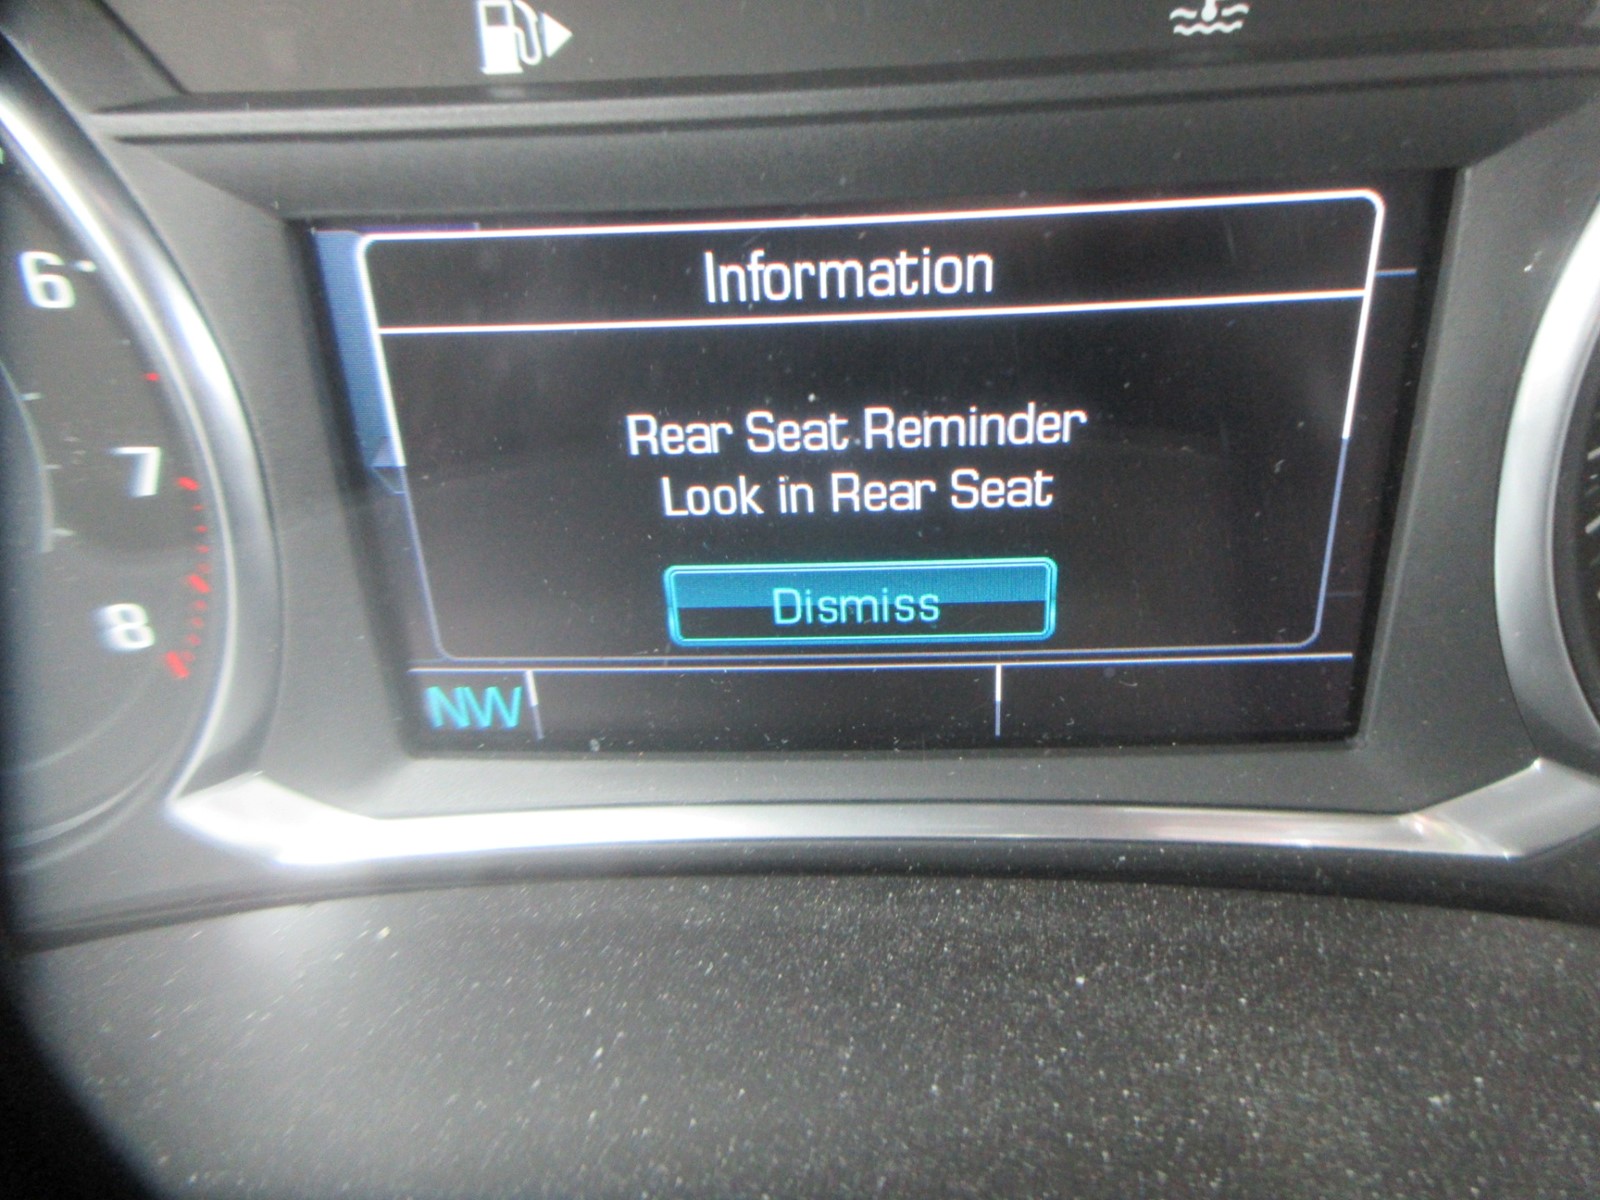 Information
6
Rear Seat Reminder
Look in Rear Seat
7
Dismiss
8
NW